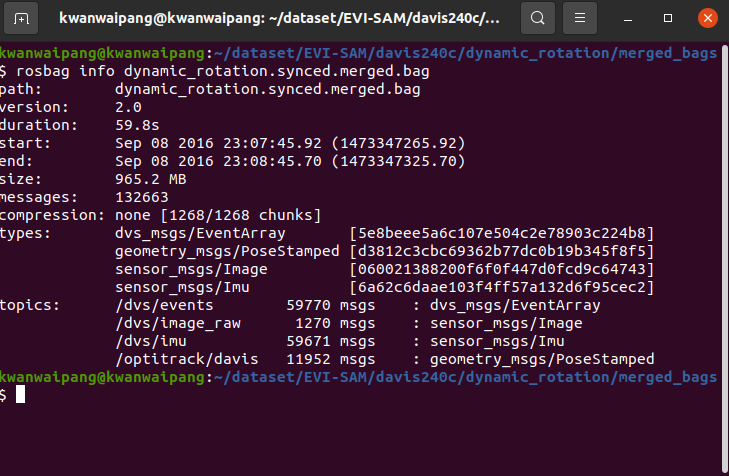 kwanwaipang@kwanwaipang: ~/dataset/EVI-SAM/davis240c/...
kwanwaipang@kwanwaipang:~/dataset/EVI-SAM/davis240c/dynamic_rotation/merged_bags
$ rosbag info dynamic_rotation.synced.merged.bag
path:        dynamic_rotation.synced.merged.bag
version:     2.0
duration:    59.8s
start:       Sep 08 2016 23:07:45.92 (1473347265.92)
end:         Sep 08 2016 23:08:45.70 (1473347325.70)
size:        965.2 MB
messages:    132663
compression: none [1268/1268 chunks]
types:       dvs_msgs/EventArray       [5e8beee5a6c107e504c2e78903c224b8]
             geometry_msgs/PoseStamped [d3812c3cbc69362b77dc0b19b345f8f5]
             sensor_msgs/Image         [060021388200f6f0f447d0fcd9c64743]
             sensor_msgs/Imu           [6a62c6daae103f4ff57a132d6f95cec2]
topics:      /dvs/events        59770 msgs    : dvs_msgs/EventArray
             /dvs/image_raw      1270 msgs    : sensor_msgs/Image
             /dvs/imu           59671 msgs    : sensor_msgs/Imu
             /optitrack/davis   11952 msgs    : geometry_msgs/PoseStamped
kwanwaipang@kwanwaipang:~/dataset/EVI-SAM/davis240c/dynamic_rotation/merged_bags
$